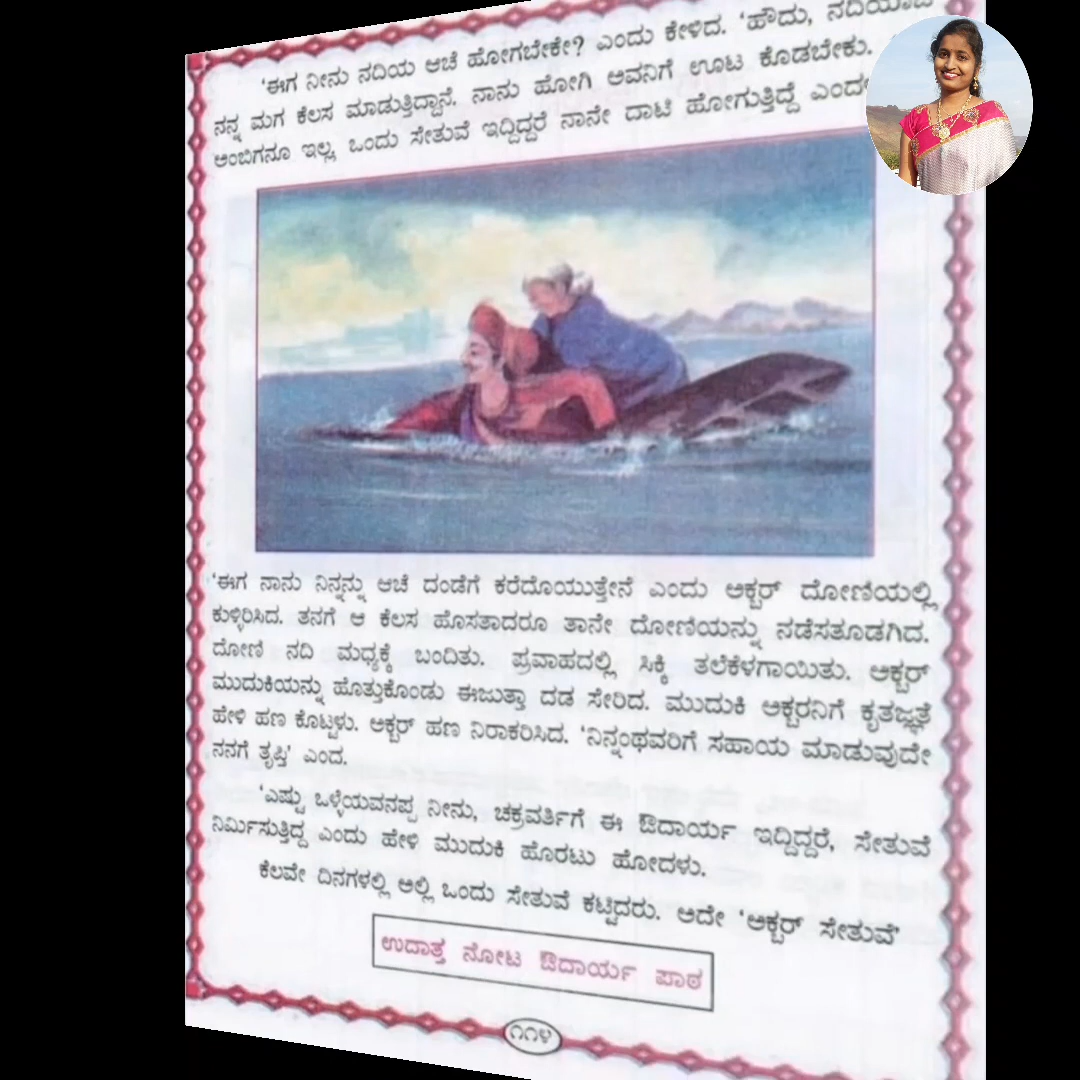 'ಈಗ ನೀನು ನದಿಯ ಆಚೆ ಹೋಗಬೇಕೇ? ಎಂದು ಕೇಳಿದ. 'ಹೌದು,
ನನ್ನ ಮಗ ಕೆಲಸ ಮಾಡುತ್ತಿದ್ದಾನೆ. ನಾನು ಹೋಗಿ ಅವನಿಗೆ ಊಟ ಕೊಡಬೇಕು.
ಅಂಬಿಗನೂ ಇಲ್ಲ, ಒಂದು ಸೇತುವೆ ಇದ್ದಿದ್ದರೆ ನಾನೇ ದಾಟಿ ಹೋಗುತ್ತಿದ್ದೆ
'ಈಗ ನಾನು ನಿನ್ನನ್ನು ಆಚೆ ದಂಡೆಗೆ ಕರೆದೊಯುತ್ತೇನೆ ಎಂದು ಅಕ್ಬರ್ ದೋಣಿಯಲ್ಲಿ
ಕುಳ್ಳಿರಿಸಿದ. ತನಗೆ ಆ ಕೆಲಸ ಹೊಸತಾದರೂ ತಾನೇ ದೋಣಿಯನ್ನು ನಡೆಸತೂಡಗಿದ.
ದೋಣಿ ನದಿ ಮಧ್ಯಕ್ಕೆ ಬಂದಿತು. ಪ್ರವಾಹದಲ್ಲಿ ಸಿಕ್ಕಿ ತಲೆಕೆಳಗಾಯಿತು. ಅಕ್ಬರ್
ಮುದುಕಿಯನ್ನು ಹೊತ್ತುಕೊಂಡು ಈಜುತ್ತಾ ದಡ ಸೇರಿದ. ಮುದುಕಿ ಅಕ್ಬರನಿಗೆ ಕೃತಜ್ಞತೆ
ಹೇಳಿ ಹಣ ಕೊಟ್ಟಳು. ಅಕ್ಬರ್ ಹಣ ನಿರಾಕರಿಸಿದ. 'ನಿನ್ನಂಥವರಿಗೆ ಸಹಾಯ ಮಾಡುವುದೇ
ನನಗೆ ತೃಪ್ತಿ' ಎಂದ.
'ಎಷ್ಟು ಒಳ್ಳೆಯವನಪ್ಪ ನೀನು, ಚಕ್ರವರ್ತಿಗೆ ಈ ಔದಾರ್ಯ ಇದ್ದಿದ್ದರೆ, ಸೇತುವೆ
ನಿರ್ಮಿಸುತ್ತಿದ್ದ ಎಂದು ಹೇಳಿ ಮುದುಕಿ ಹೊರಟು ಹೋದಳು.
ಕೆಲವೇ ದಿನಗಳಲ್ಲಿ ಅಲ್ಲಿ ಒಂದು ಸೇತುವೆ ಕಟ್ಟಿದರು. ಅದೇ 'ಅಕ್ಬರ್ ಸೇತುವೆ'
ಉದಾತ್ತ ನೋಟ ಔದಾರ್ಯ ಪಾಠ
೧೧೪